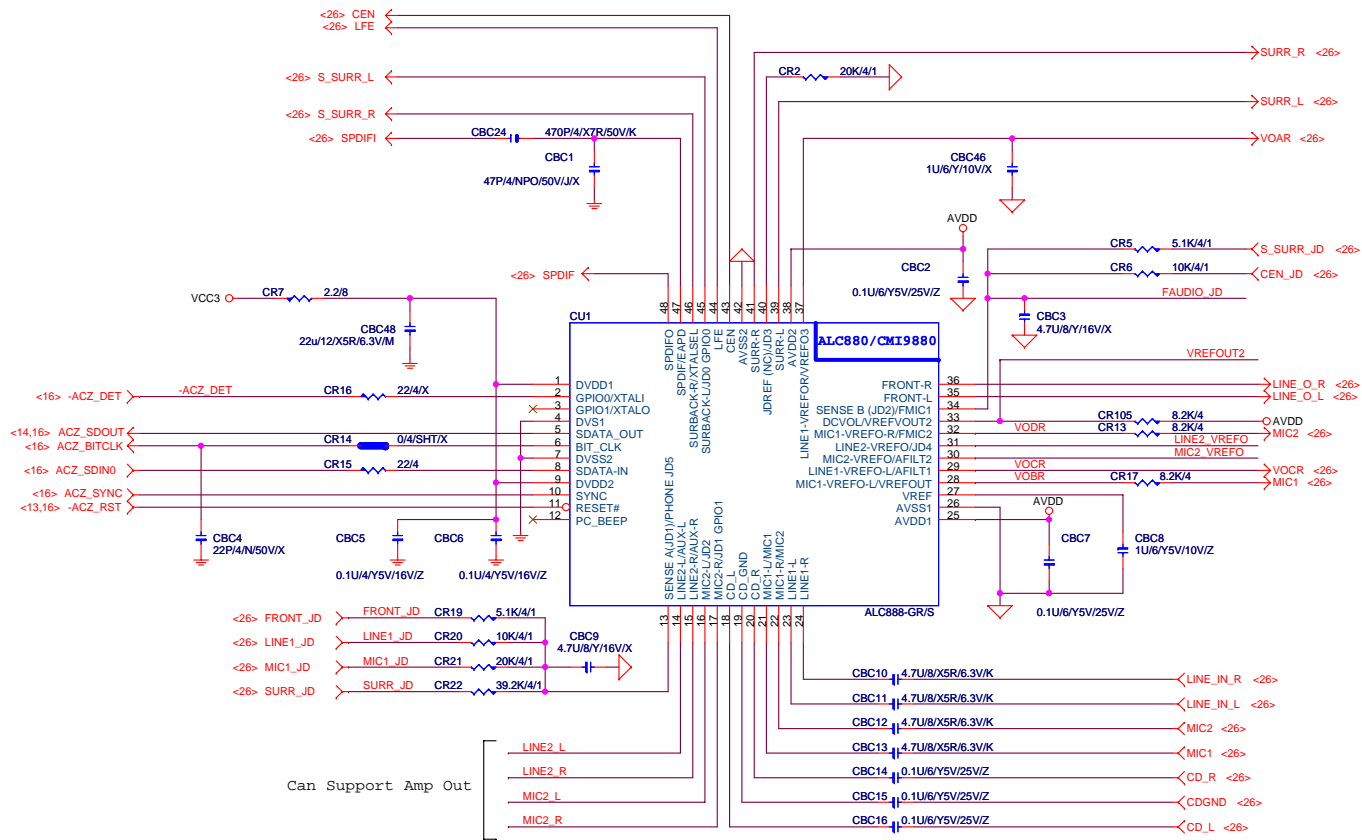 <26> CEN
<26> LFE
<26> S_SURR_L
<26> S_SURR_R
<26> SPDIFI
CBC24 470P/4/X7R/50V/K
CBC1
47P/4/NPO/50V/J/X
CR2 20K/4/1
SURR_R <26>
SURR_L <26>
VOAR <26>
CBC46
1U/6/Y/10V/X
AVDD
CBC2
0.1U/6/Y5V/25V/Z
CR5 5.1K/4/1 S_SURR_JD <26>
CR6 10K/4/1 CEN_JD <26>
FAUDIO_JD
CBC3
4.7U/8/Y/16V/X
VREFOUT2
<26> SPDIF
VCC3 CR7 2.2/8
CBC48
22u/12/X5R/6.3V/M
CU1
ALC880/CMI9880
48 SPDIFO
47 SPDIFI/EAPD
46 SURBACK-R/XTALSEL
45 SURBACK-L/JD0 GPIO0
44 LFE
43 CEN
42 AVSS2
41 SURR-R
40 JDREF (NC)/JD3
39 SURR-L
38 AVDD2
37 LINE1-VREFOR/VREFO3
1 DVDD1
2 GPIO0/XTALI
3 GPIO1/XTALO
4 DVS1
5 SDATA_OUT
6 BIT_CLK
7 DVSS2
8 SDATA-IN
9 DVDD2
10 SYNC
11 RESET#
12 PC_BEEP
FRONT-R 36
FRONT-L 35
SENSE B (JD2)/FMIC1 34
DCVOL/VREFVOUT2 33
MIC1-VREFO-R/FMIC2 32
LINE2-VREFO/JD4 31
MIC2-VREFO/AFILT2 30
LINE1-VREFO-L/AFILT1 29
MIC1-VREFO-L/VREFOUT 28
VREF 27
AVSS1 26
AVDD1 25
LINE_O_R <26>
LINE_O_L <26>
CR105 8.2K/4 AVDD
VODR CR13 8.2K/4 MIC2 <26>
LINE2_VREFO
MIC2_VREFO
VOCR <26>
VOBR CR17 8.2K/4 MIC1 <26>
AVDD
CBC7
0.1U/6/Y5V/25V/Z
CBC8
1U/6/Y5V/10V/Z
<16> -ACZ_DET -ACZ_DET CR16 22/4/X
<14,16> ACZ_SDOUT
<16> ACZ_BITCLK CR14 0/4/SHT/X
<16> ACZ_SDIN0 CR15 22/4
<16> ACZ_SYNC
<13,16> -ACZ_RST
CBC4
22P/4/N/50V/X
CBC5
0.1U/4/Y5V/16V/Z
CBC6
0.1U/4/Y5V/16V/Z
13 SENSE A(JD1)/PHONE JD5
14 LINE2-L/AUX-L
15 LINE2-R/AUX-R
16 MIC2-L/JD2
17 MIC2-R/JD1 GPIO1
18 CD_L
19 CD_GND
20 CD_R
21 MIC1-L/MIC1
22 MIC1-R/MIC2
23 LINE1-L
24 LINE1-R
ALC888-GR/S
<26> FRONT_JD FRONT_JD CR19 5.1K/4/1
<26> LINE1_JD LINE1_JD CR20 10K/4/1
<26> MIC1_JD MIC1_JD CR21 20K/4/1
<26> SURR_JD SURR_JD CR22 39.2K/4/1
CBC9
4.7U/8/Y/16V/X
CBC10 4.7U/8/X5R/6.3V/K LINE_IN_R <26>
CBC11 4.7U/8/X5R/6.3V/K LINE_IN_L <26>
CBC12 4.7U/8/X5R/6.3V/K MIC2 <26>
CBC13 4.7U/8/X5R/6.3V/K MIC1 <26>
CBC14 0.1U/6/Y5V/25V/Z CD_R <26>
CBC15 0.1U/6/Y5V/25V/Z CDGND <26>
CBC16 0.1U/6/Y5V/25V/Z CD_L <26>
Can Support Amp Out
LINE2_L
LINE2_R
MIC2_L
MIC2_R